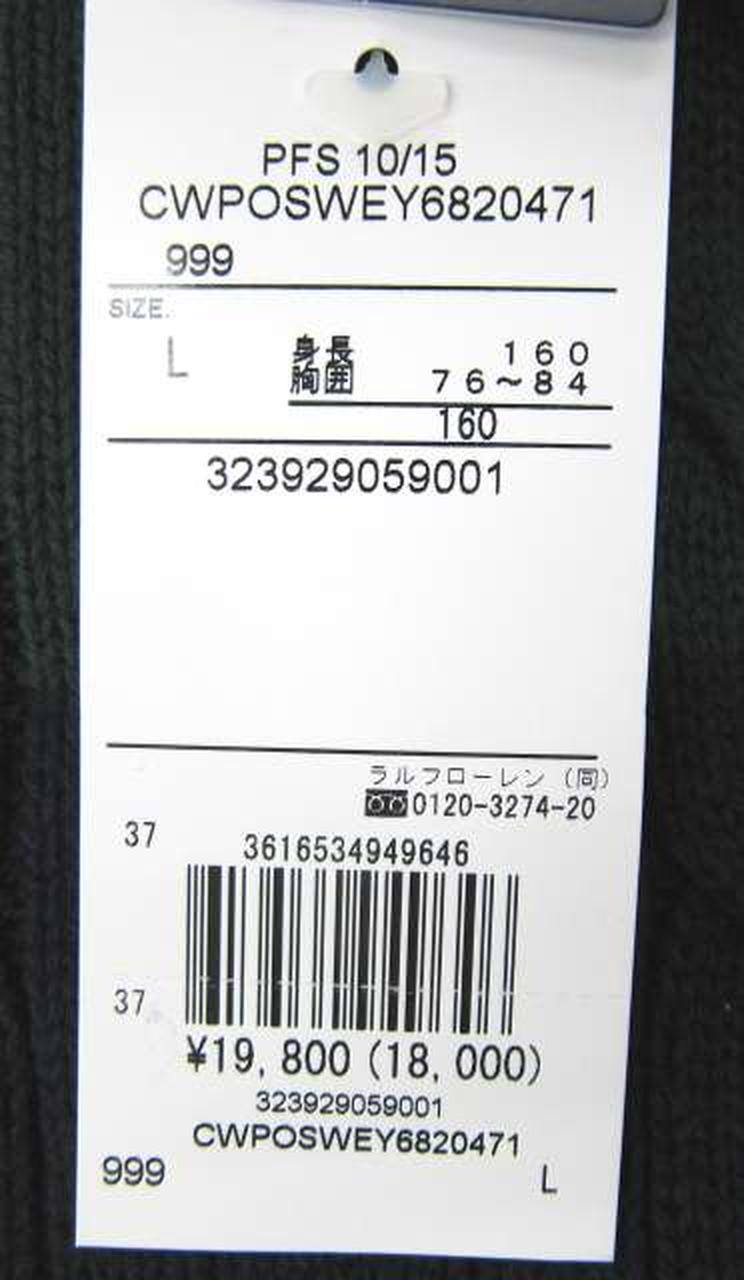 PFS 10/15
CWPOSWEY6820471
999
SIZE.
L
身長 160
胸囲 76~84
160
323929059001
ラルフローレン（同）
0120-3274-20
37
3616534949646
37
¥19,800 (18,000)
323929059001
CWPOSWEY6820471
999 L